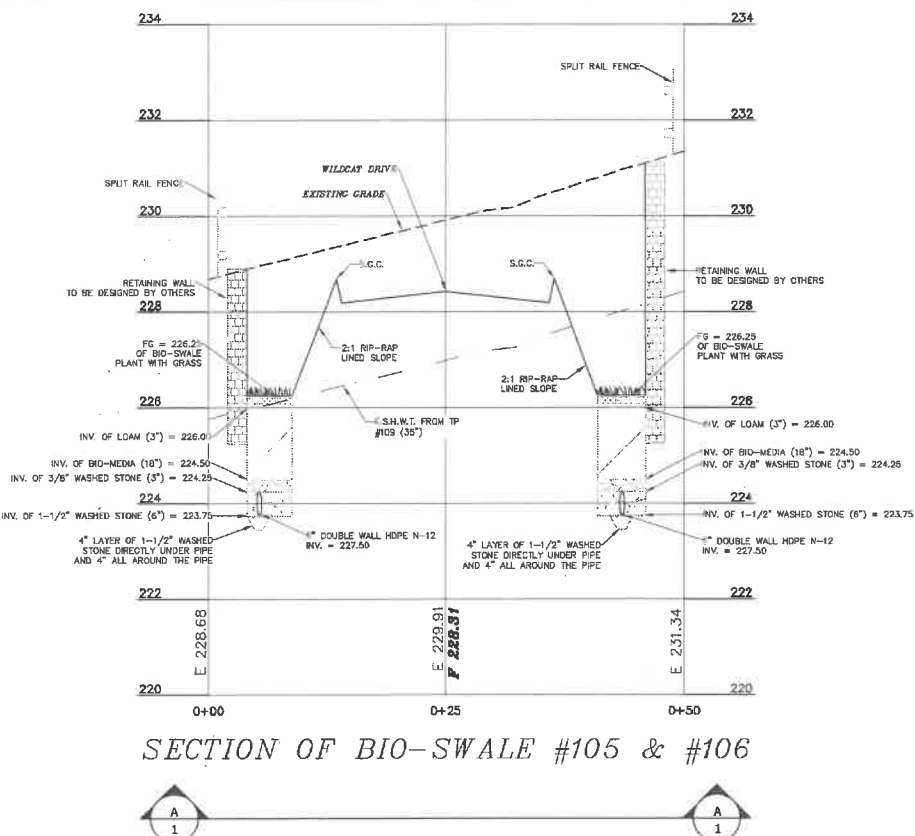 234
234
SPLIT RAIL FENCE
232
232
WILDCAT DRIVE
SPLIT RAIL FENCE
EXISTING GRADE
230
230
S.G.C.
S.G.C.
RETAINING WALL
TO BE DESIGNED BY OTHERS
RETAINING WALL
TO BE DESIGNED BY OTHERS
228
228
FG = 226.25
OF BIO-SWALE
PLANT WITH GRASS
2:1 RIP-RAP
LINED SLOPE
FG = 226.25
OF BIO-SWALE
PLANT WITH GRASS
2:1 RIP-RAP
LINED SLOPE
226
226
E.S.H.W.T. FROM TP
#109 (35")
INV. OF LOAM (3") = 226.00
INV. OF LOAM (3") = 226.00
INV. OF BIO-MEDIA (18") = 224.50
INV. OF 3/8" WASHED STONE (3") = 224.25
INV. OF BIO-MEDIA (18") = 224.50
INV. OF 3/8" WASHED STONE (3") = 224.25
224
224
INV. OF 1-1/2" WASHED STONE (6") = 223.75
INV. OF 1-1/2" WASHED STONE (6") = 223.75
DOUBLE WALL HDPE N-12
INV. = 227.50
DOUBLE WALL HDPE N-12
INV. = 227.50
4" LAYER OF 1-1/2" WASHED
STONE DIRECTLY UNDER PIPE
AND 4" ALL AROUND THE PIPE
4" LAYER OF 1-1/2" WASHED
STONE DIRECTLY UNDER PIPE
AND 4" ALL AROUND THE PIPE
222
222
E 228.68
E 229.91
F 228.31
E 231.34
220
220
0+00
0+25
0+50
SECTION OF BIO-SWALE #105 & #106
A
1
A
1